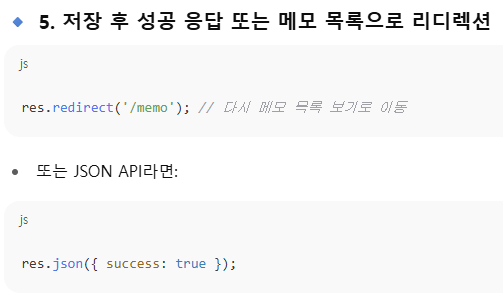 5. 저장 후 성공 응답 또는 메모 목록으로 리디렉션
js
res.redirect('/memo'); // 다시 메모 목록 보기로 이동
• 또는 JSON API라면:
js
res.json({ success: true });